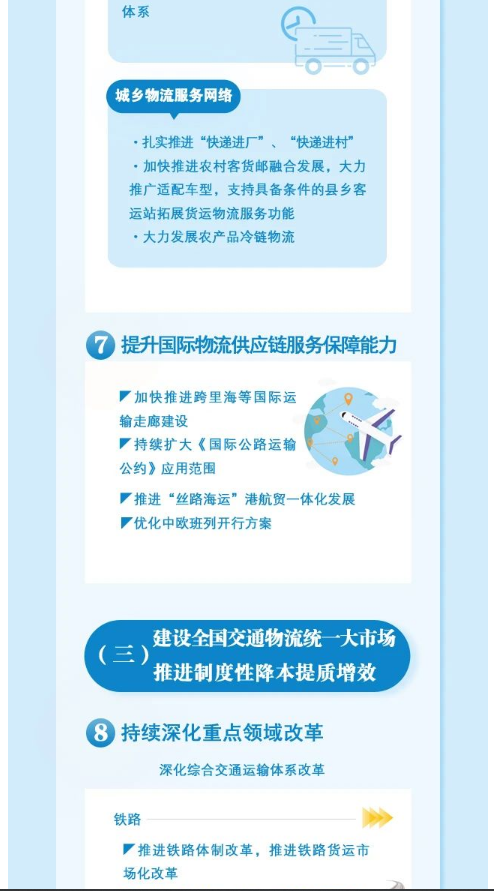 体系
城乡物流服务网络
·扎实推进“快递进厂”、“快递进村”
·加快推进农村客货邮融合发展，大力
推广适配车型，支持具备条件的县乡客
运站拓展货运物流服务功能
·大力发展农产品冷链物流
7 提升国际物流供应链服务保障能力
加快推进跨里海等国际运
输走廊建设
持续扩大《国际公路运输
公约》应用范围
推进“丝路海运”港航贸一体化发展
优化中欧班列开行方案
（三）
建设全国交通物流统一大市场
推进制度性降本提质增效
8 持续深化重点领域改革
深化综合交通运输体系改革
铁路
推进铁路体制改革，推进铁路货运市
场化改革